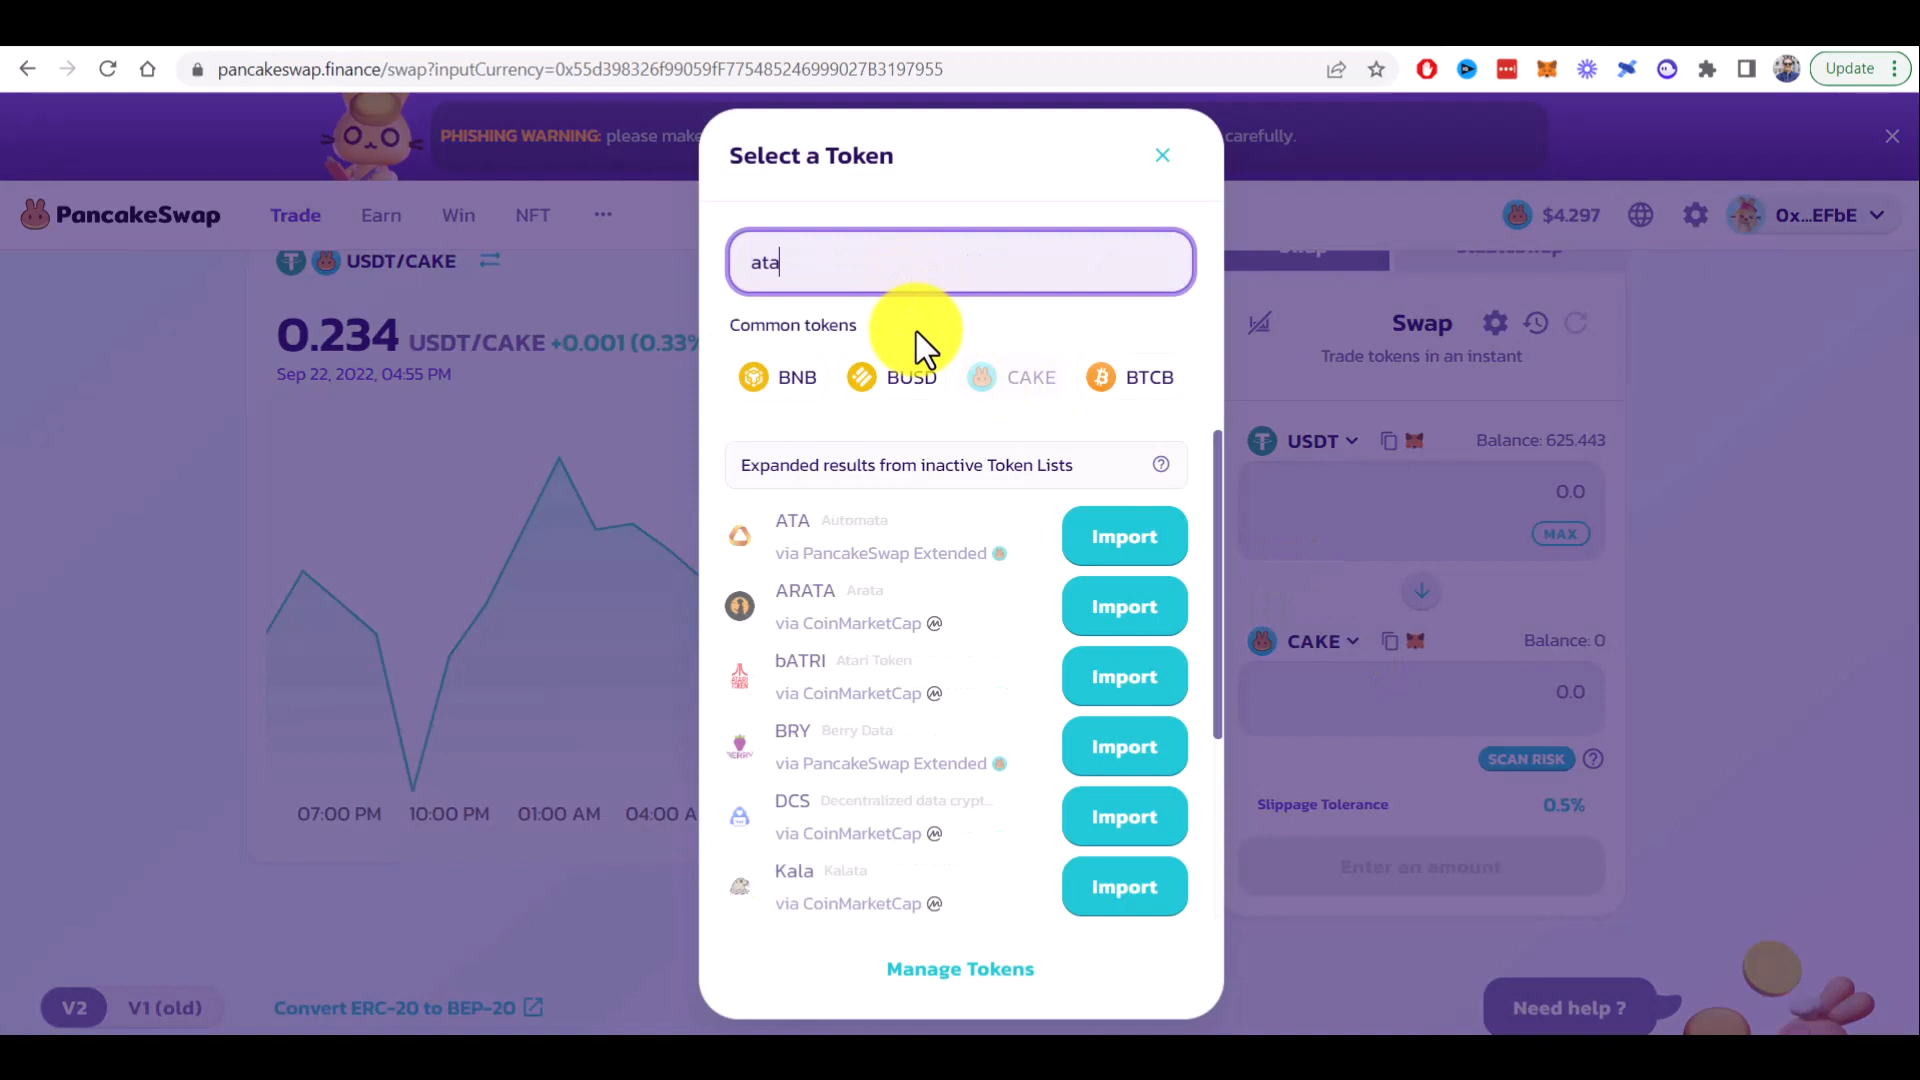 pancakeswap.finance/swap?inputCurrency=0x55d398326f99059fF775485246999027B3197955
Update
PHISHING WARNING: please make
carefully.
PancakeSwap
Trade
Earn
Win
NFT
$4.297
0x...EFbE
USDT/CAKE
0.234 USDT/CAKE +0.001 (0.33%
Sep 22, 2022, 04:55 PM
07:00 PM
10:00 PM
01:00 AM
04:00 A
V2
V1 (old)
Convert ERC-20 to BEP-20
Select a Token
ata
Common tokens
BNB
BUSD
CAKE
BTCB
Expanded results from inactive Token Lists
ATA Automata
via PancakeSwap Extended
Import
ARATA Arata
via CoinMarketCap
Import
bATRI Atari Token
via CoinMarketCap
Import
BRY Berry Data
via PancakeSwap Extended
Import
DCS Decentralized data crypt...
via CoinMarketCap
Import
Kala Kalata
via CoinMarketCap
Import
Manage Tokens
Swap
Trade tokens in an instant
USDT
Balance: 625.443
0.0
MAX
CAKE
Balance: 0
0.0
SCAN RISK
Slippage Tolerance
0.5%
Enter an amount
Need help ?